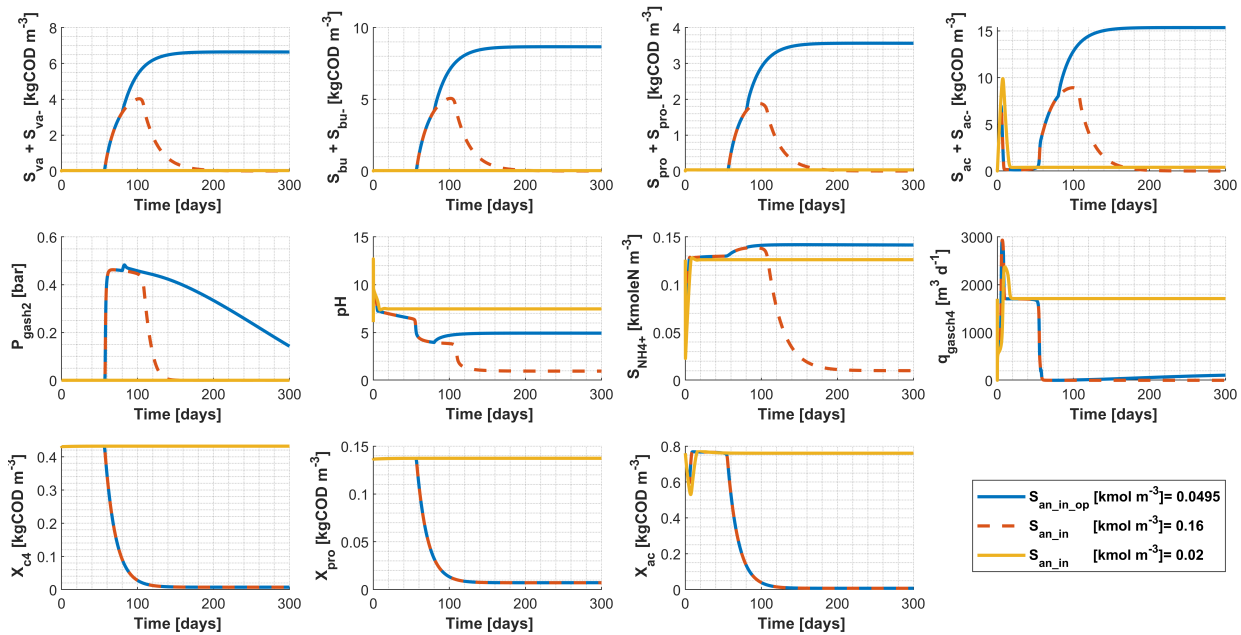 S_va + S_va- [kgCOD m^-3]
8
6
4
2
0
0 100 200 300
Time [days]
S_bu + S_bu- [kgCOD m^-3]
10
5
0
0 100 200 300
Time [days]
S_pro + S_pro- [kgCOD m^-3]
4
3
2
1
0
0 100 200 300
Time [days]
S_ac + S_ac- [kgCOD m^-3]
15
10
5
0
0 100 200 300
Time [days]
P_gash2 [bar]
0.6
0.4
0.2
0
0 100 200 300
Time [days]
pH
15
10
5
0
0 100 200 300
Time [days]
S_NH4+ [kmoleN m^-3]
0.15
0.1
0.05
0
0 100 200 300
Time [days]
q_gasch4 [m^3 d^-1]
3000
2000
1000
0
0 100 200 300
Time [days]
X_c4 [kgCOD m^-3]
0.4
0.3
0.2
0.1
0
0 100 200 300
Time [days]
X_pro [kgCOD m^-3]
0.15
0.1
0.05
0
0 100 200 300
Time [days]
X_ac [kgCOD m^-3]
0.8
0.6
0.4
0.2
0
0 100 200 300
Time [days]
S_an_in_op [kmol m^-3]= 0.0495
S_an_in [kmol m^-3]= 0.16
S_an_in [kmol m^-3]= 0.02